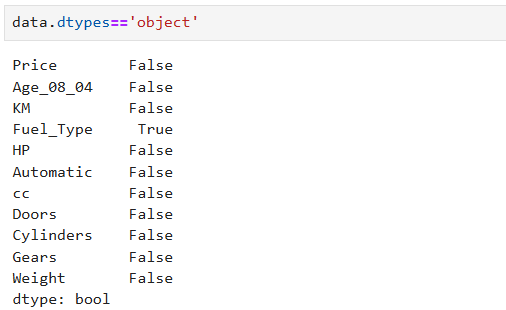 data.dtypes=='object'
Price False
Age_08_04 False
KM False
Fuel_Type True
HP False
Automatic False
cc False
Doors False
Cylinders False
Gears False
Weight False
dtype: bool